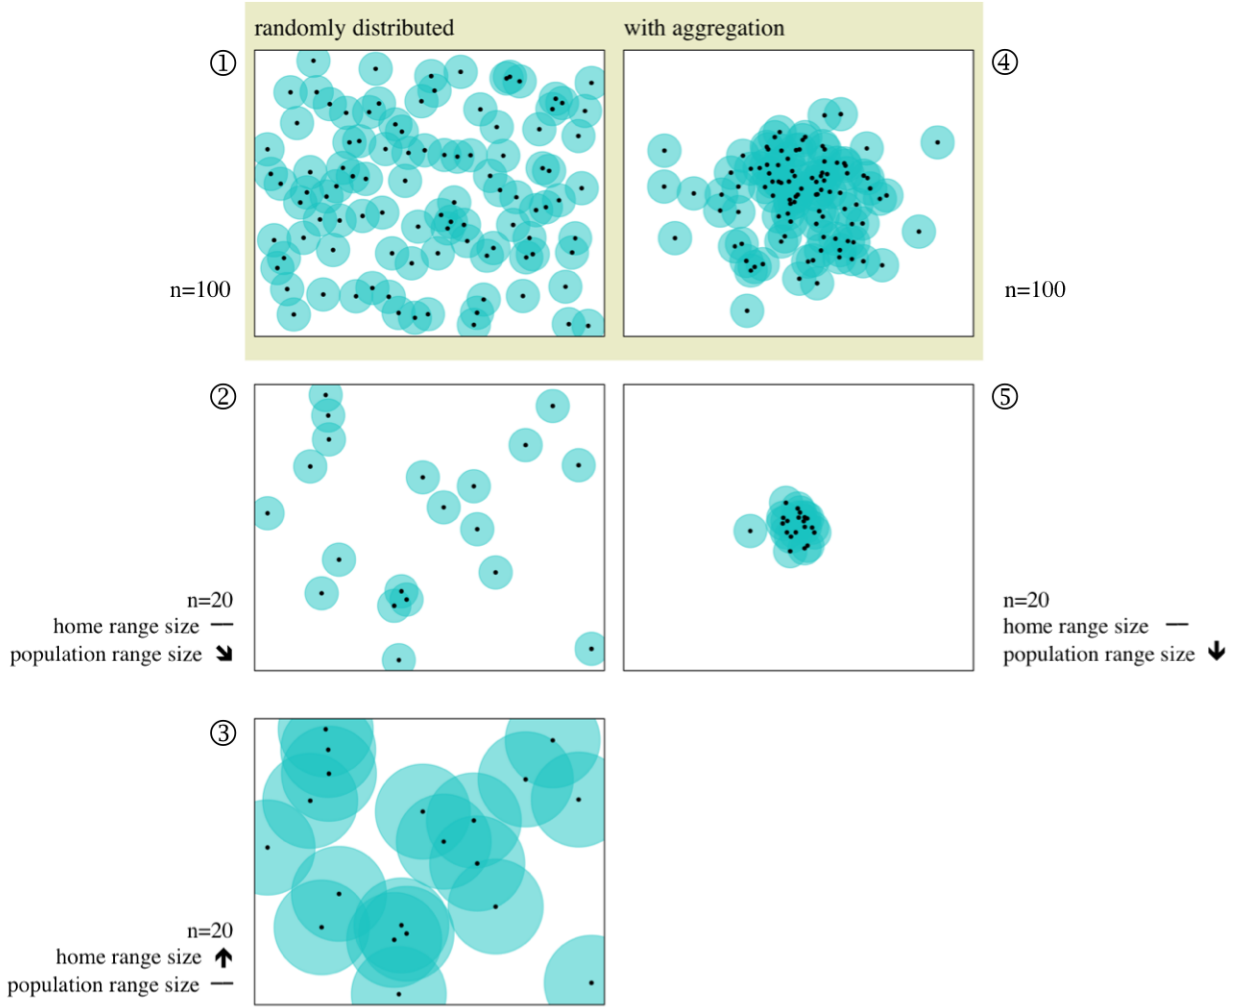 randomly distributed
with aggregation
①
④
n=100
n=100
②
⑤
n=20
home range size —
population range size ➘
n=20
home range size —
population range size 🡻
③
n=20
home range size 🡹
population range size —